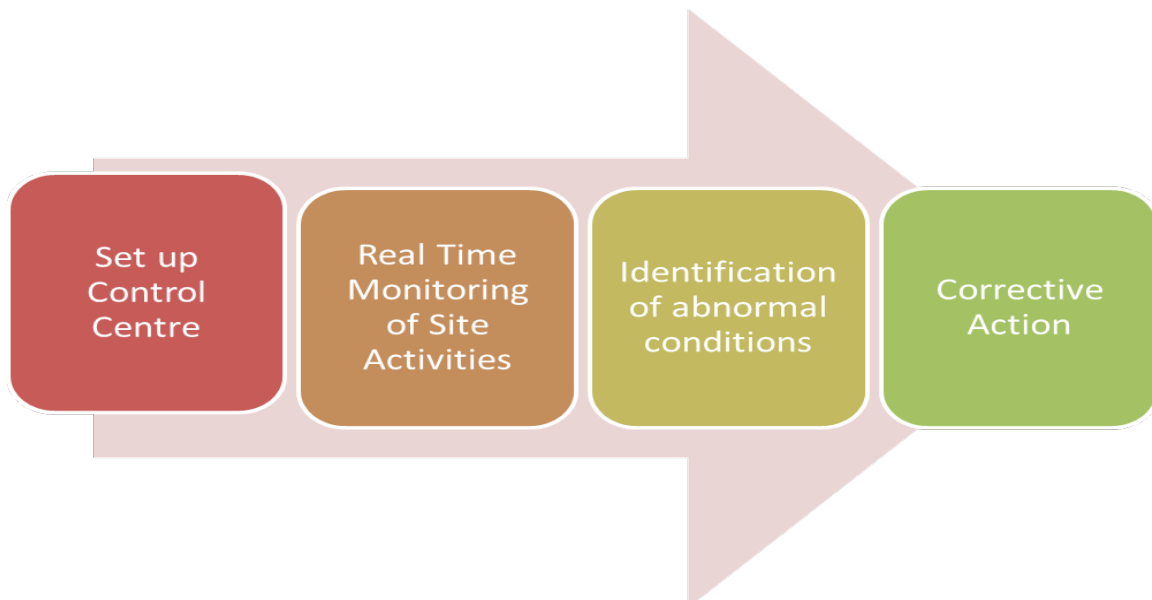 Set up
Control
Centre
Real Time
Monitoring
of Site
Activities
Identification
of abnormal
conditions
Corrective
Action